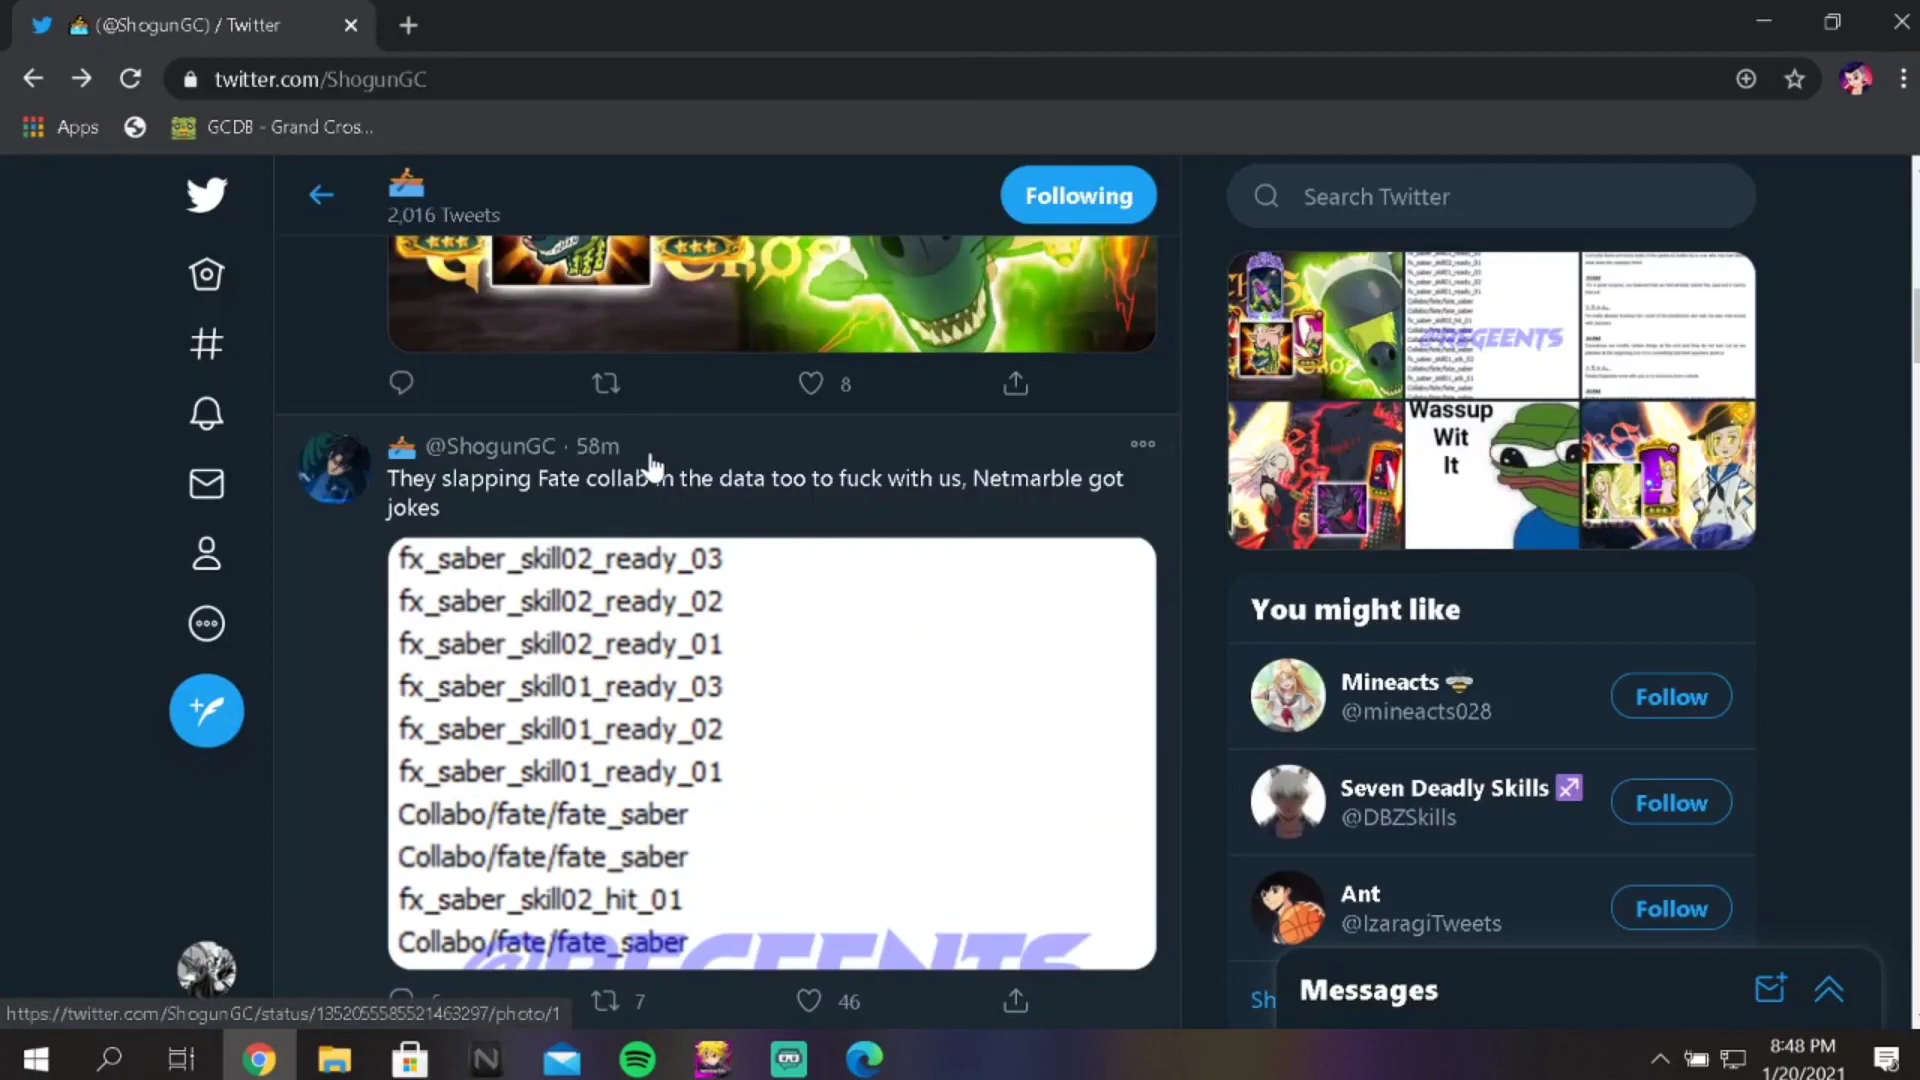 (@ShogunGC) / Twitter
twitter.com/ShogunGC
Apps
GCDB - Grand Cros...
2,016 Tweets
Following
Search Twitter
8
@ShogunGC · 58m
They slapping Fate collab in the data too to fuck with us, Netmarble got
jokes
fx_saber_skill02_ready_03
fx_saber_skill02_ready_02
fx_saber_skill02_ready_01
fx_saber_skill01_ready_03
fx_saber_skill01_ready_02
fx_saber_skill01_ready_01
Collabo/fate/fate_saber
Collabo/fate/fate_saber
fx_saber_skill02_hit_01
Collabo/fate/fate_saber
@REGEENTS
7
46
https://twitter.com/ShogunGC/status/1352055585521463297/photo/1
@REGEENTS
Wassup
Wit
It
You might like
Mineacts
@mineacts028
Follow
Seven Deadly Skills
@DBZSkills
Follow
Ant
@IzaragiTweets
Follow
Sh
Messages
8:48 PM
1/20/2021